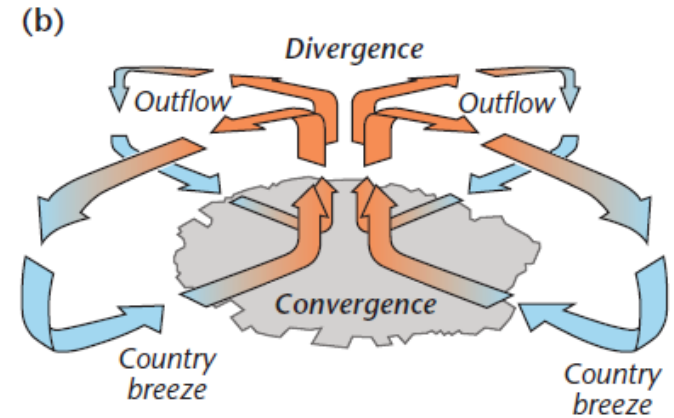 (b)
Divergence
Outflow
Outflow
Convergence
Country
breeze
Country
breeze